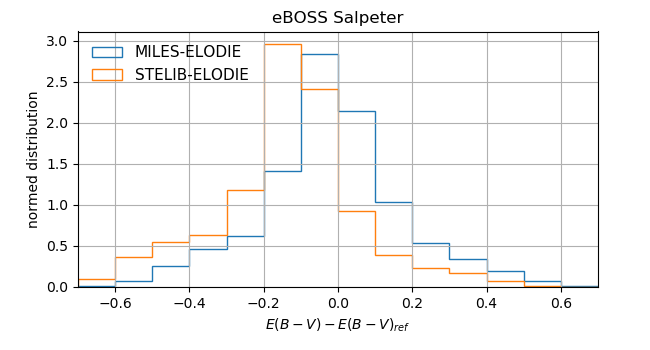 eBOSS Salpeter
MILES-ELODIE
STELIB-ELODIE
normed distribution
3.0
2.5
2.0
1.5
1.0
0.5
0.0
−0.6 −0.4 −0.2 0.0 0.2 0.4 0.6
E(B − V) − E(B − V)ref